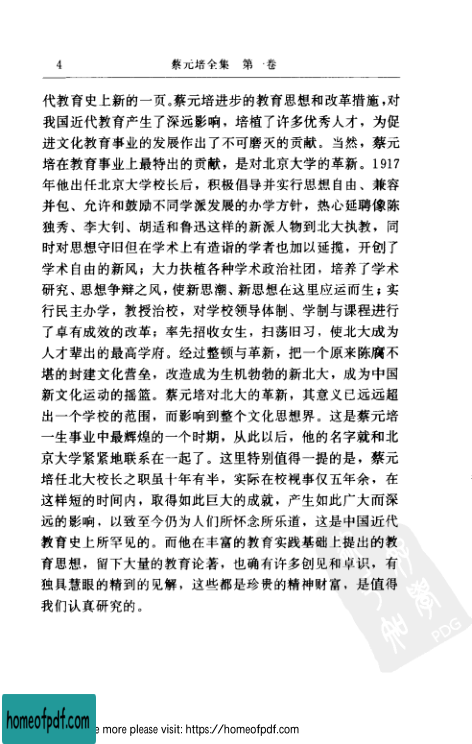 4 蔡元培全集 第一卷
代教育史上新的一页。蔡元培进步的教育思想和改革措施，对
我国近代教育产生了深远影响，培植了许多优秀人才，为促
进文化教育事业的发展作出了不可磨灭的贡献。当然，蔡元
培在教育事业上最特出的贡献，是对北京大学的革新。1917
年他出任北京大学校长后，积极倡导并实行思想自由、兼容
并包、允许和鼓励不同学派发展的办学方针，热心延聘像陈
独秀、李大钊、胡适和鲁迅这样的新派人物到北大执教，同
时对思想守旧但在学术上有造诣的学者也加以延揽，开创了
学术自由的新风；大力扶植各种学术政治社团，培养了学术
研究、思想争辩之风，使新思潮、新思想在这里应运而生；实
行民主办学，教授治校，对学校领导体制、学制与课程进行
了卓有成效的改革；率先招收女生，扫荡旧习，使北大成为
人才辈出的最高学府。经过整顿与革新，把一个原来陈腐不
堪的封建文化营垒，改造成为生机勃勃的新北大，成为中国
新文化运动的摇篮。蔡元培对北大的革新，其意义已远远超
出一个学校的范围，而影响到整个文化思想界。这是蔡元培
一生事业中最辉煌的一个时期，从此以后，他的名字就和北
京大学紧紧地联系在一起了。这里特别值得一提的是，蔡元
培任北大校长之职虽十年有半，实际在校视事仅五年余，在
这样短的时间内，取得如此巨大的成就，产生如此广大而深
远的影响，以致至今仍为人们所怀念所乐道，这是中国近代
教育史上所罕见的。而他在丰富的教育实践基础上提出的教
育思想，留下大量的教育论著，也确有许多创见和卓识，有
独具慧眼的精到的见解，这些都是珍贵的精神财富，是值得
我们认真研究的。
PDG
homeofpdf.com
e more please visit: https://homeofpdf.com